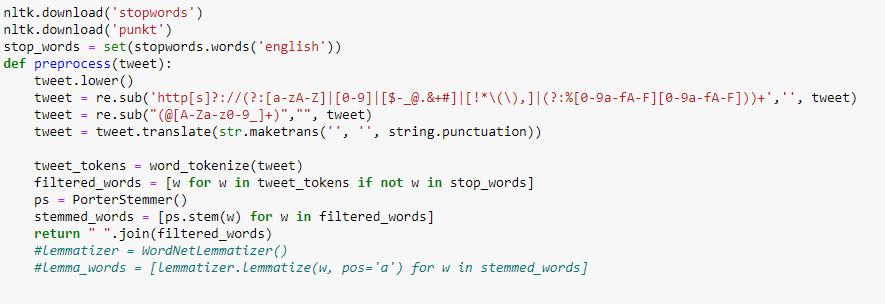 nltk.download('stopwords')
nltk.download('punkt')
stop_words = set(stopwords.words('english'))
def preprocess(tweet):
    tweet.lower()
    tweet = re.sub('http[s]?://(?:[a-zA-Z]|[0-9]|[$-_@.&+#]|[!*\(\),]|(?:%[0-9a-fA-F][0-9a-fA-F]))+','', tweet)
    tweet = re.sub("(@[A-Za-z0-9_]+)","", tweet)
    tweet = tweet.translate(str.maketrans('', '', string.punctuation))

    tweet_tokens = word_tokenize(tweet)
    filtered_words = [w for w in tweet_tokens if not w in stop_words]
    ps = PorterStemmer()
    stemmed_words = [ps.stem(w) for w in filtered_words]
    return " ".join(filtered_words)
    #lemmatizer = WordNetLemmatizer()
    #lemma_words = [lemmatizer.lemmatize(w, pos='a') for w in stemmed_words]